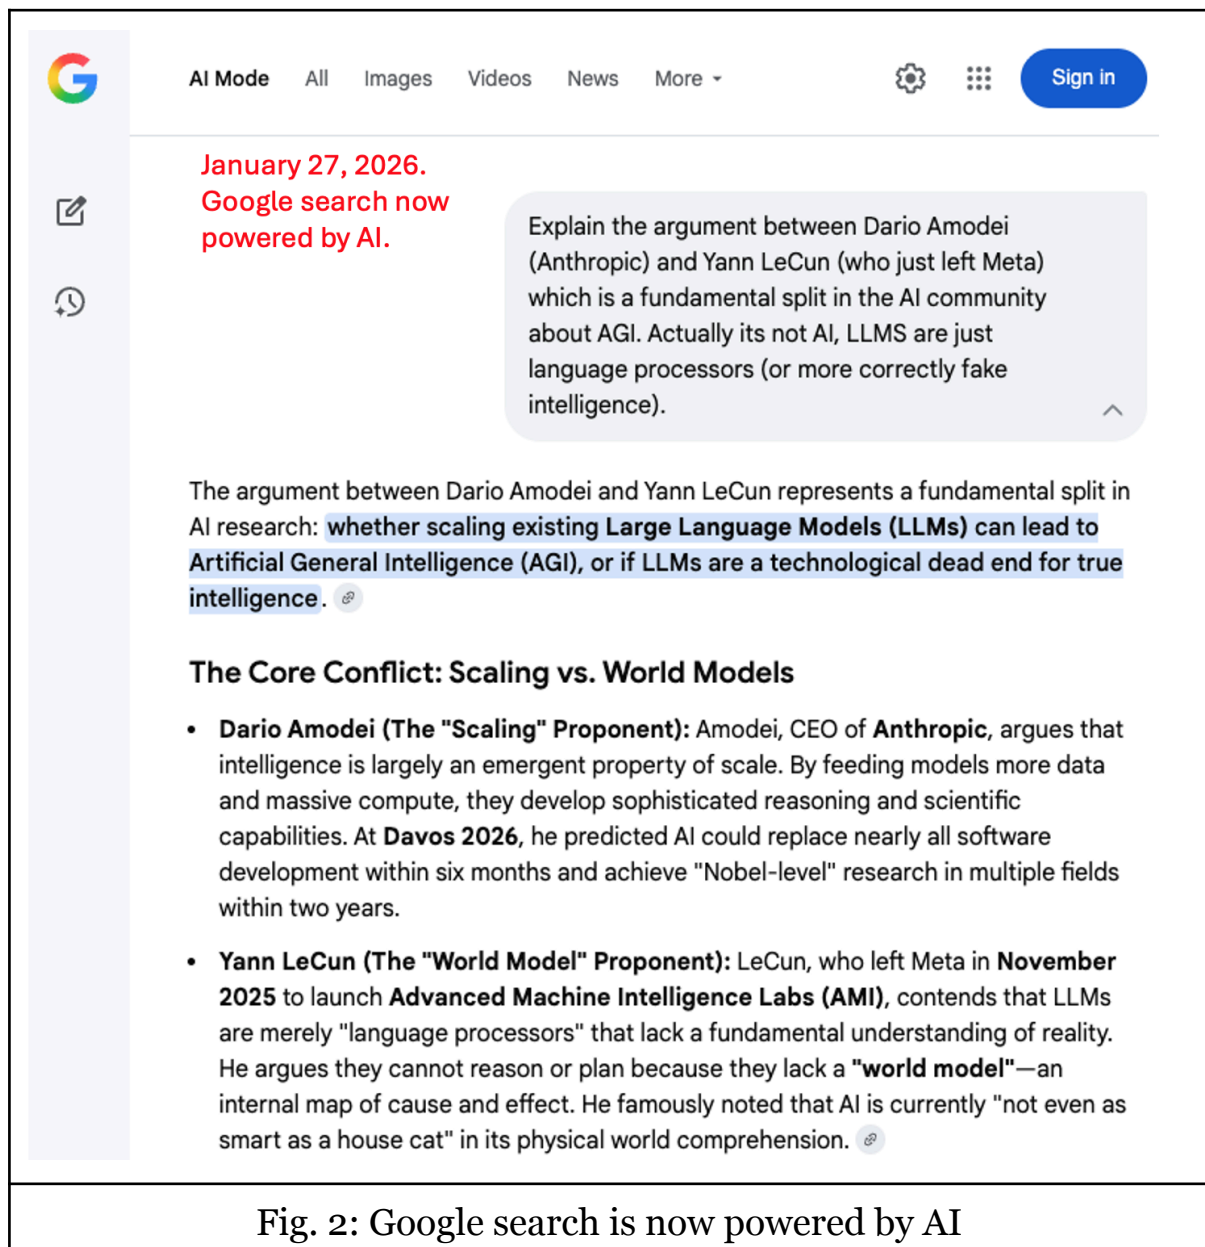 AI Mode All Images Videos News More Sign in
January 27, 2026.
Google search now
powered by AI.
Explain the argument between Dario Amodei
(Anthropic) and Yann LeCun (who just left Meta)
which is a fundamental split in the AI community
about AGI. Actually its not AI, LLMS are just
language processors (or more correctly fake
intelligence).
The argument between Dario Amodei and Yann LeCun represents a fundamental split in
AI research: whether scaling existing Large Language Models (LLMs) can lead to
Artificial General Intelligence (AGI), or if LLMs are a technological dead end for true
intelligence.
The Core Conflict: Scaling vs. World Models
• Dario Amodei (The "Scaling" Proponent): Amodei, CEO of Anthropic, argues that
intelligence is largely an emergent property of scale. By feeding models more data
and massive compute, they develop sophisticated reasoning and scientific
capabilities. At Davos 2026, he predicted AI could replace nearly all software
development within six months and achieve "Nobel-level" research in multiple fields
within two years.
• Yann LeCun (The "World Model" Proponent): LeCun, who left Meta in November
2025 to launch Advanced Machine Intelligence Labs (AMI), contends that LLMs
are merely "language processors" that lack a fundamental understanding of reality.
He argues they cannot reason or plan because they lack a "world model"—an
internal map of cause and effect. He famously noted that AI is currently "not even as
smart as a house cat" in its physical world comprehension.
Fig. 2: Google search is now powered by AI